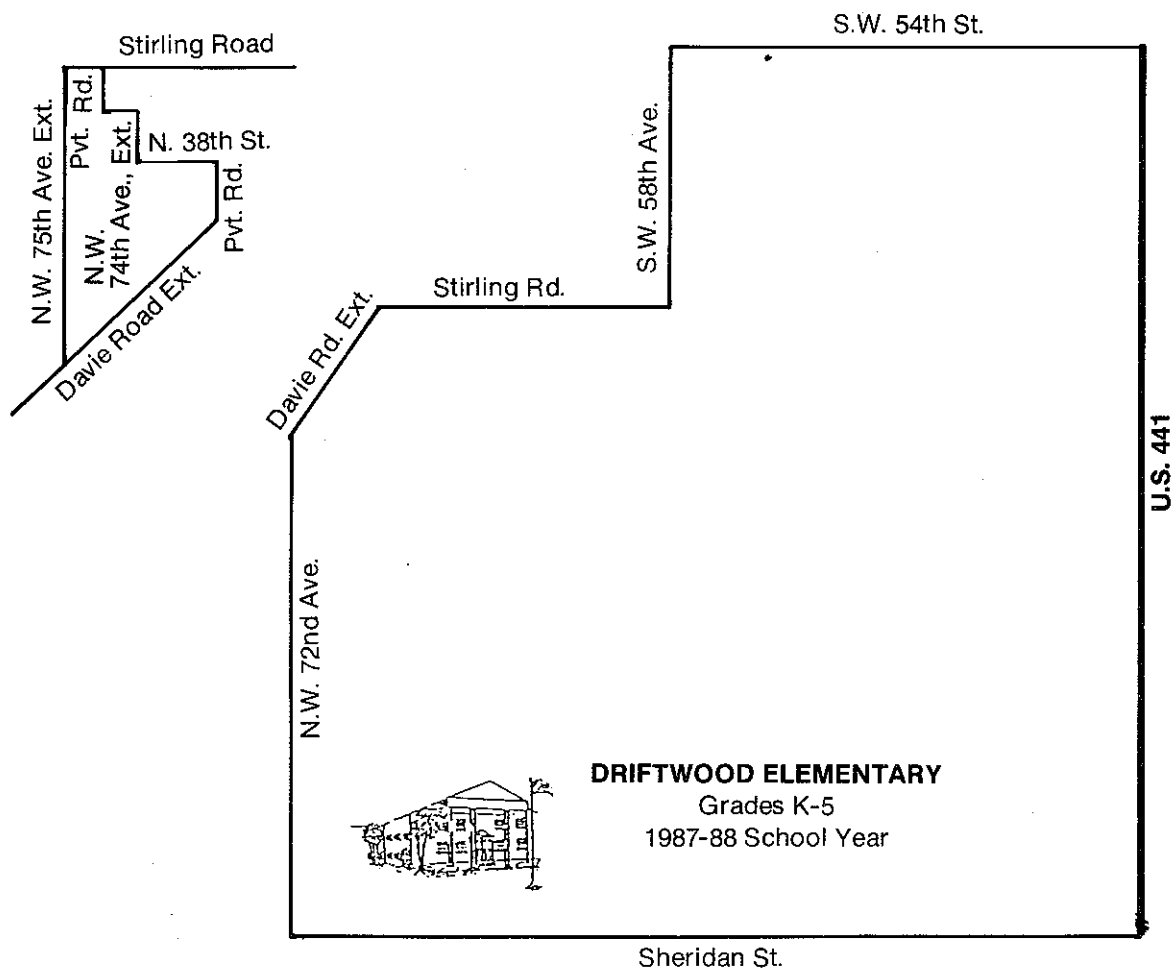 Stirling Road
S.W. 54th St.
N.W. 75th Ave. Ext.
Pvt. Rd.
N.W.
74th Ave., Ext.
N. 38th St.
Pvt. Rd.
Davie Road Ext.
S.W. 58th Ave.
Stirling Rd.
Davie Rd. Ext.
U.S. 441
N.W. 72nd Ave.
DRIFTWOOD ELEMENTARY
Grades K-5
1987-88 School Year
Sheridan St.